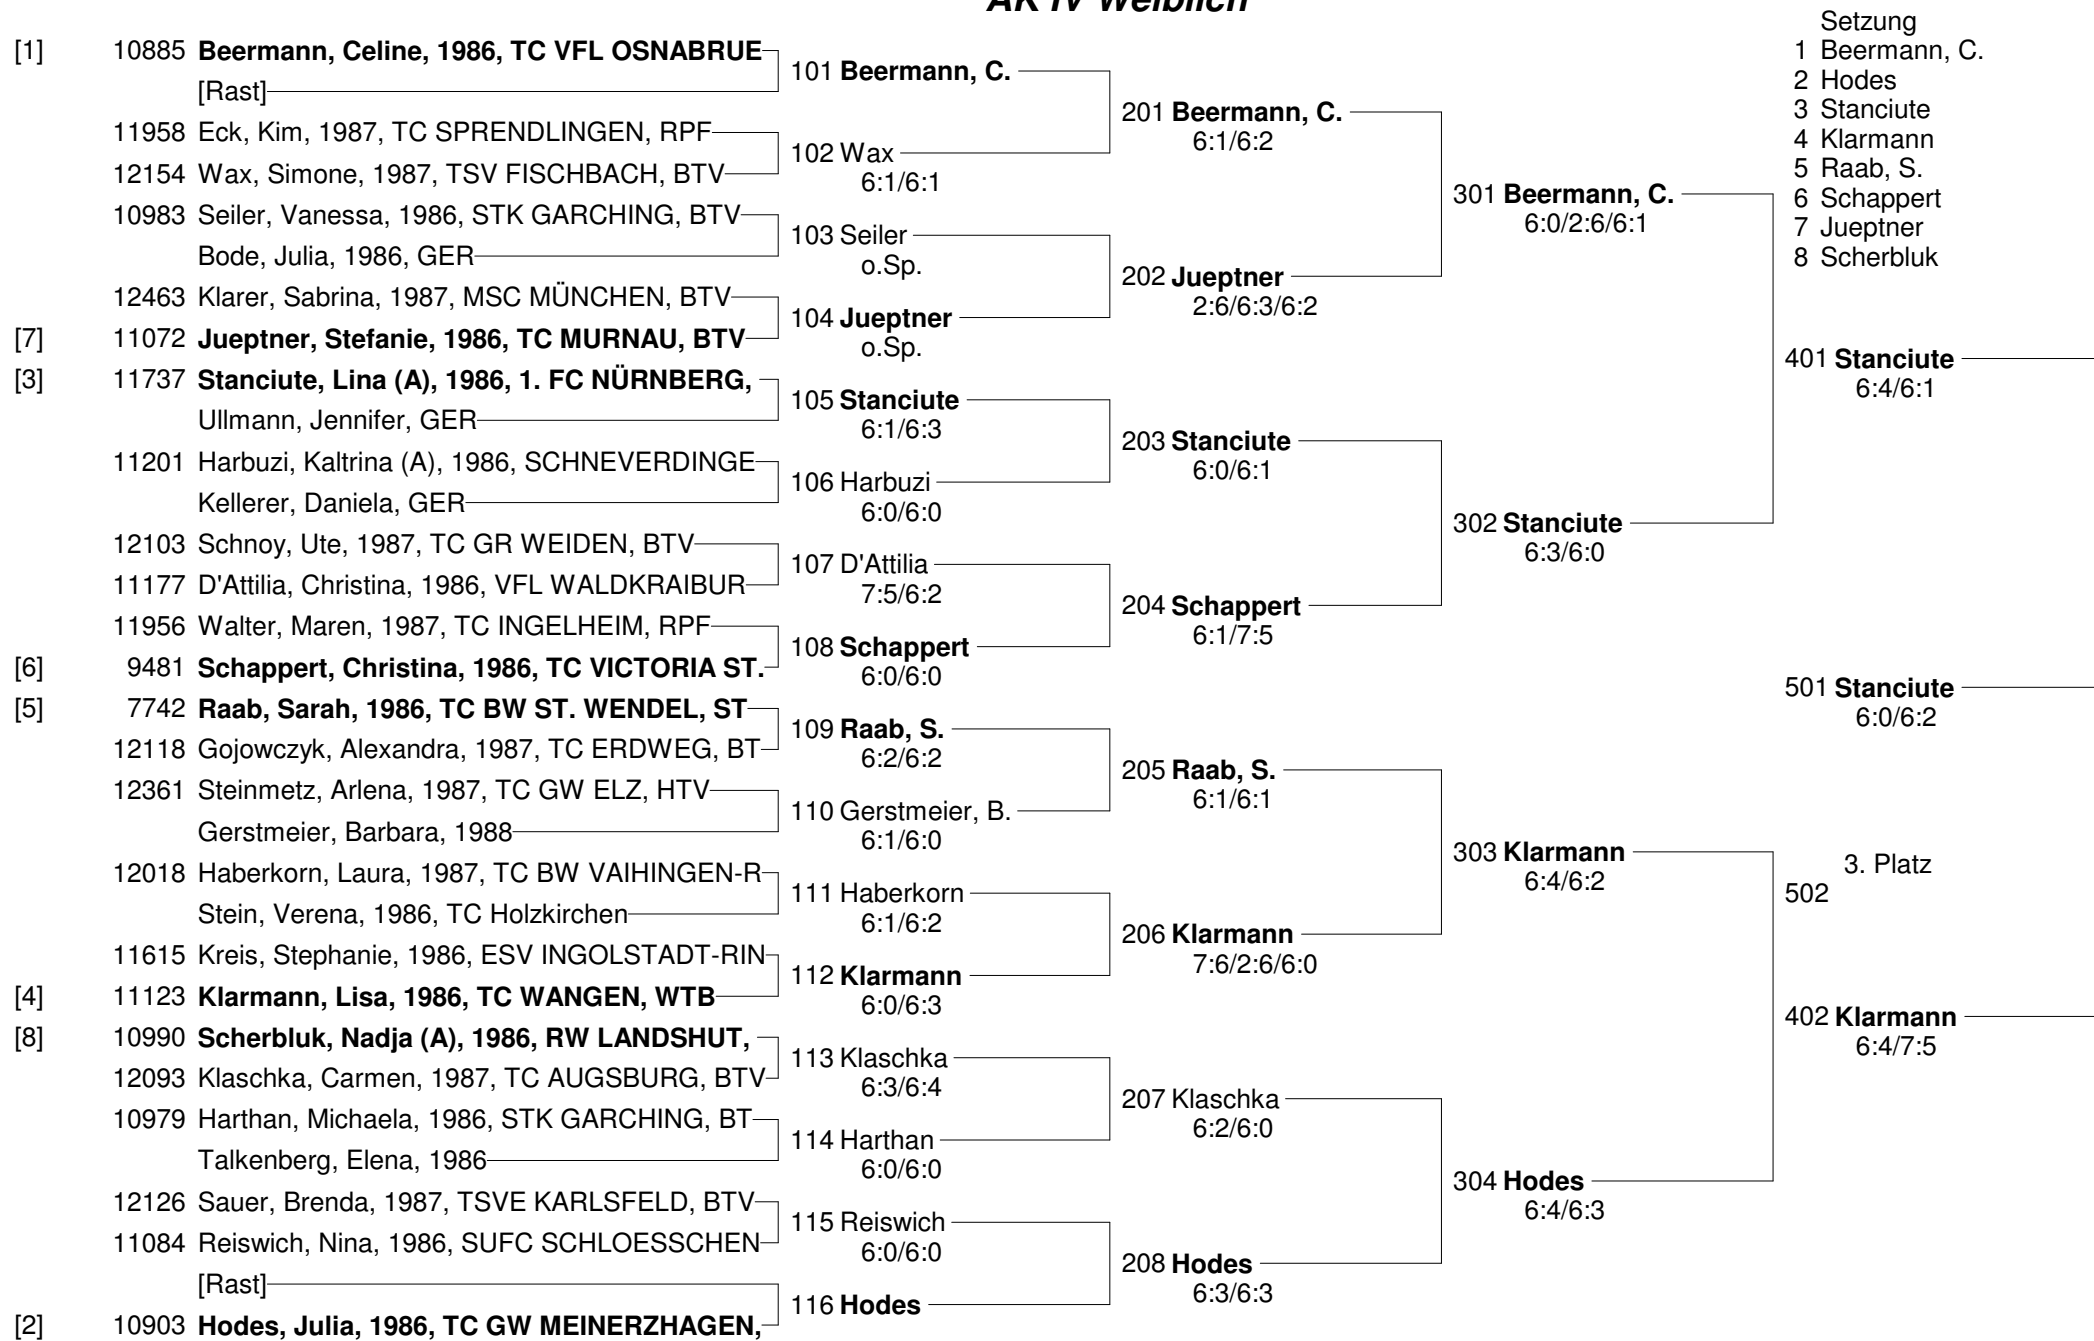 AK IV Weiblich
[1] 10885 Beermann, Celine, 1986, TC VFL OSNABRUE
[Rast]
11958 Eck, Kim, 1987, TC SPRENDLINGEN, RPF
12154 Wax, Simone, 1987, TSV FISCHBACH, BTV
10983 Seiler, Vanessa, 1986, STK GARCHING, BTV
Bode, Julia, 1986, GER
12463 Klarer, Sabrina, 1987, MSC MÜNCHEN, BTV
[7] 11072 Jueptner, Stefanie, 1986, TC MURNAU, BTV
[3] 11737 Stanciute, Lina (A), 1986, 1. FC NÜRNBERG,
Ullmann, Jennifer, GER
11201 Harbuzi, Kaltrina (A), 1986, SCHNEVERDINGE
Kellerer, Daniela, GER
12103 Schnoy, Ute, 1987, TC GR WEIDEN, BTV
11177 D'Attilia, Christina, 1986, VFL WALDKRAIBUR
11956 Walter, Maren, 1987, TC INGELHEIM, RPF
[6] 9481 Schappert, Christina, 1986, TC VICTORIA ST.
[5] 7742 Raab, Sarah, 1986, TC BW ST. WENDEL, ST
12118 Gojowczyk, Alexandra, 1987, TC ERDWEG, BT
12361 Steinmetz, Arlena, 1987, TC GW ELZ, HTV
Gerstmeier, Barbara, 1988
12018 Haberkorn, Laura, 1987, TC BW VAIHINGEN-R
Stein, Verena, 1986, TC Holzkirchen
11615 Kreis, Stephanie, 1986, ESV INGOLSTADT-RIN
[4] 11123 Klarmann, Lisa, 1986, TC WANGEN, WTB
[8] 10990 Scherbluk, Nadja (A), 1986, RW LANDSHUT,
12093 Klaschka, Carmen, 1987, TC AUGSBURG, BTV
10979 Harthan, Michaela, 1986, STK GARCHING, BT
Talkenberg, Elena, 1986
12126 Sauer, Brenda, 1987, TSVE KARLSFELD, BTV
11084 Reiswich, Nina, 1986, SUFC SCHLOESSCHEN
[Rast]
[2] 10903 Hodes, Julia, 1986, TC GW MEINERZHAGEN,
101 Beermann, C.
102 Wax
6:1/6:1
103 Seiler
o.Sp.
104 Jueptner
o.Sp.
105 Stanciute
6:1/6:3
106 Harbuzi
6:0/6:0
107 D'Attilia
7:5/6:2
108 Schappert
6:0/6:0
109 Raab, S.
6:2/6:2
110 Gerstmeier, B.
6:1/6:0
111 Haberkorn
6:1/6:2
112 Klarmann
6:0/6:3
113 Klaschka
6:3/6:4
114 Harthan
6:0/6:0
115 Reiswich
6:0/6:0
116 Hodes
201 Beermann, C.
6:1/6:2
202 Jueptner
2:6/6:3/6:2
203 Stanciute
6:0/6:1
204 Schappert
6:1/7:5
205 Raab, S.
6:1/6:1
206 Klarmann
7:6/2:6/6:0
207 Klaschka
6:2/6:0
208 Hodes
6:3/6:3
301 Beermann, C.
6:0/2:6/6:1
302 Stanciute
6:3/6:0
303 Klarmann
6:4/6:2
304 Hodes
6:4/6:3
Setzung
1 Beermann, C.
2 Hodes
3 Stanciute
4 Klarmann
5 Raab, S.
6 Schappert
7 Jueptner
8 Scherbluk
401 Stanciute
6:4/6:1
501 Stanciute
6:0/6:2
3. Platz
502
402 Klarmann
6:4/7:5